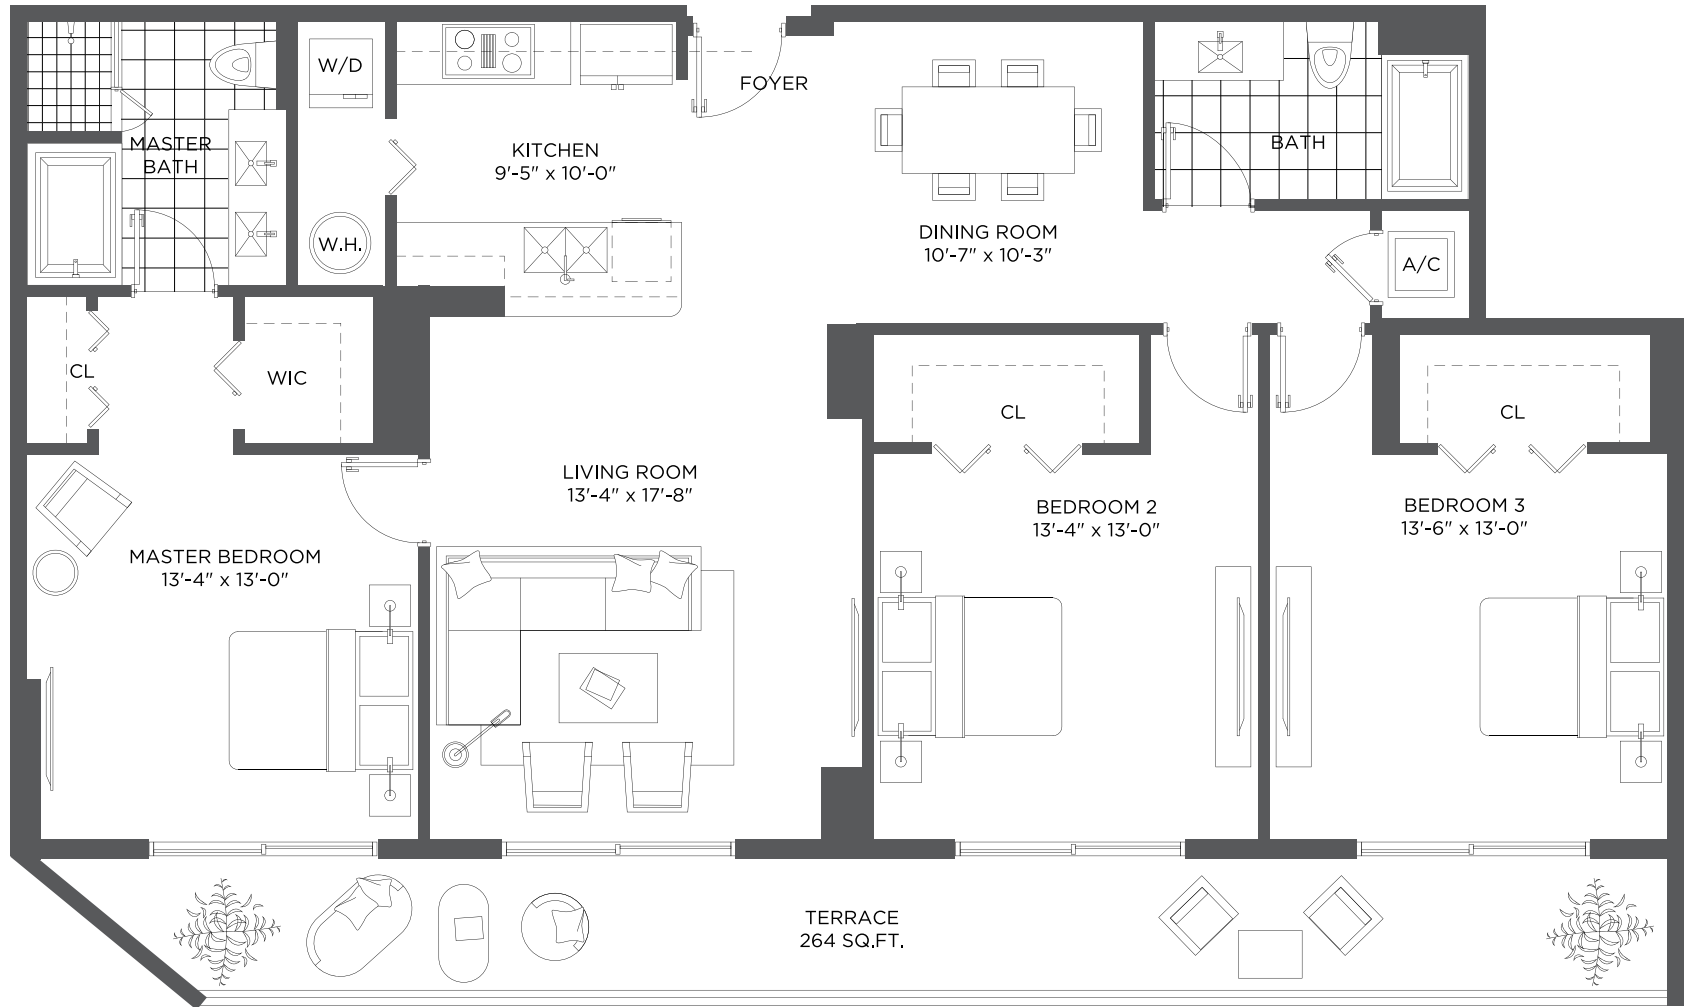 W/D
FOYER
MASTER
BATH
KITCHEN
9'-5" x 10'-0"
BATH
W.H.
DINING ROOM
10'-7" x 10'-3"
A/C
CL
WIC
CL
CL
LIVING ROOM
13'-4" x 17'-8"
BEDROOM 2
13'-4" x 13'-0"
BEDROOM 3
13'-6" x 13'-0"
MASTER BEDROOM
13'-4" x 13'-0"
TERRACE
264 SQ.FT.